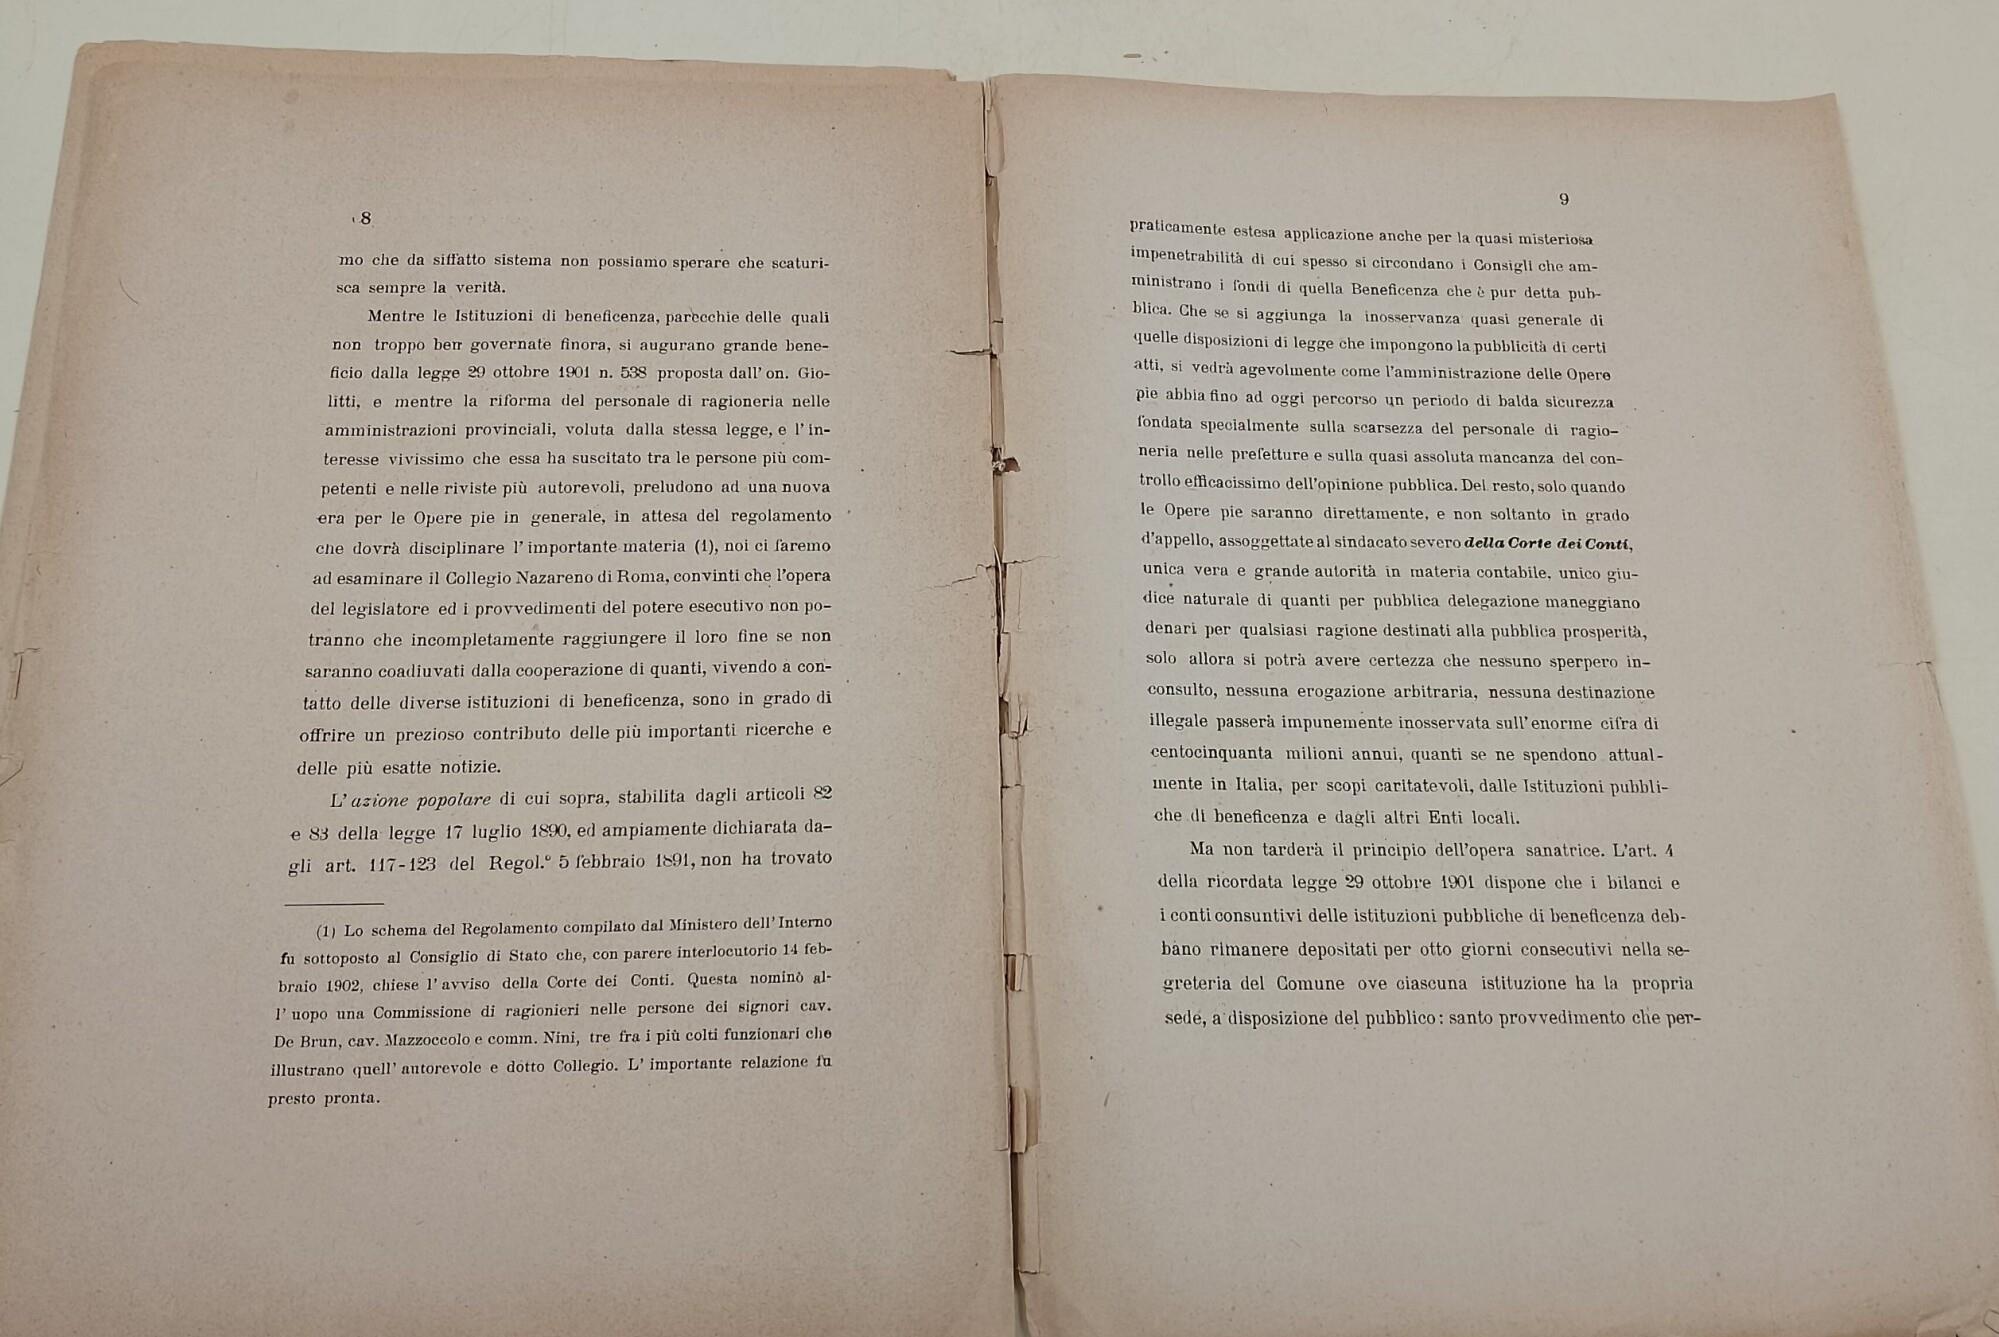 8
mo che da siffatto sistema non possiamo sperare che scaturi-
sca sempre la verità.
Mentre le Istituzioni di beneficenza, parecchie delle quali
non troppo ben governate finora, si augurano grande bene-
ficio dalla legge 29 ottobre 1901 n. 538 proposta dall'on. Gio-
litti, e mentre la riforma del personale di ragioneria nelle
amministrazioni provinciali, voluta dalla stessa legge, e l'in-
teresse vivissimo che essa ha suscitato tra le persone più com-
petenti e nelle riviste più autorevoli, preludono ad una nuova
era per le Opere pie in generale, in attesa del regolamento
che dovrà disciplinare l'importante materia (1), noi ci faremo
ad esaminare il Collegio Nazareno di Roma, convinti che l'opera
del legislatore ed i provvedimenti del potere esecutivo non po-
tranno che incompletamente raggiungere il loro fine se non
saranno coadiuvati dalla cooperazione di quanti, vivendo a con-
tatto delle diverse istituzioni di beneficenza, sono in grado di
offrire un prezioso contributo delle più importanti ricerche e
delle più esatte notizie.
L'azione popolare di cui sopra, stabilita dagli articoli 82
e 83 della legge 17 luglio 1890, ed ampiamente dichiarata da-
gli art. 117-123 del Regol.° 5 febbraio 1891, non ha trovato
(1) Lo schema del Regolamento compilato dal Ministero dell'Interno
fu sottoposto al Consiglio di Stato che, con parere interlocutorio 14 feb-
braio 1902, chiese l'avviso della Corte dei Conti. Questa nominò al-
l'uopo una Commissione di ragionieri nelle persone dei signori cav.
De Brun, cav. Mazzoccolo e comm. Nini, tre fra i più colti funzionari che
illustrano quell'autorevole e dotto Collegio. L'importante relazione fu
presto pronta.
9
praticamente estesa applicazione anche per la quasi misteriosa
impenetrabilità di cui spesso si circondano i Consigli che am-
ministrano i fondi di quella Beneficenza che è pur detta pub-
blica. Che se si aggiunga la inosservanza quasi generale di
quelle disposizioni di legge che impongono la pubblicità di certi
atti, si vedrà agevolmente come l'amministrazione delle Opere
pie abbia fino ad oggi percorso un periodo di balda sicurezza
fondata specialmente sulla scarsezza del personale di ragio-
neria nelle prefetture e sulla quasi assoluta mancanza del con-
trollo efficacissimo dell'opinione pubblica. Del resto, solo quando
le Opere pie saranno direttamente, e non soltanto in grado
d'appello, assoggettate al sindacato severo della Corte dei Conti,
unica vera e grande autorità in materia contabile, unico giu-
dice naturale di quanti per pubblica delegazione maneggiano
denari per qualsiasi ragione destinati alla pubblica prosperità,
solo allora si potrà avere certezza che nessuno sperpero in-
consulto, nessuna erogazione arbitraria, nessuna destinazione
illegale passerà impunemente inosservata sull'enorme cifra di
centocinquanta milioni annui, quanti se ne spendono attual-
mente in Italia, per scopi caritatevoli, dalle Istituzioni pubbli-
che di beneficenza e dagli altri Enti locali.
Ma non tarderà il principio dell'opera sanatrice. L'art. 4
della ricordata legge 29 ottobre 1901 dispone che i bilanci e
i conti consuntivi delle istituzioni pubbliche di beneficenza deb-
bano rimanere depositati per otto giorni consecutivi nella se-
greteria del Comune ove ciascuna istituzione ha la propria
sede, a disposizione del pubblico: santo provvedimento che per-